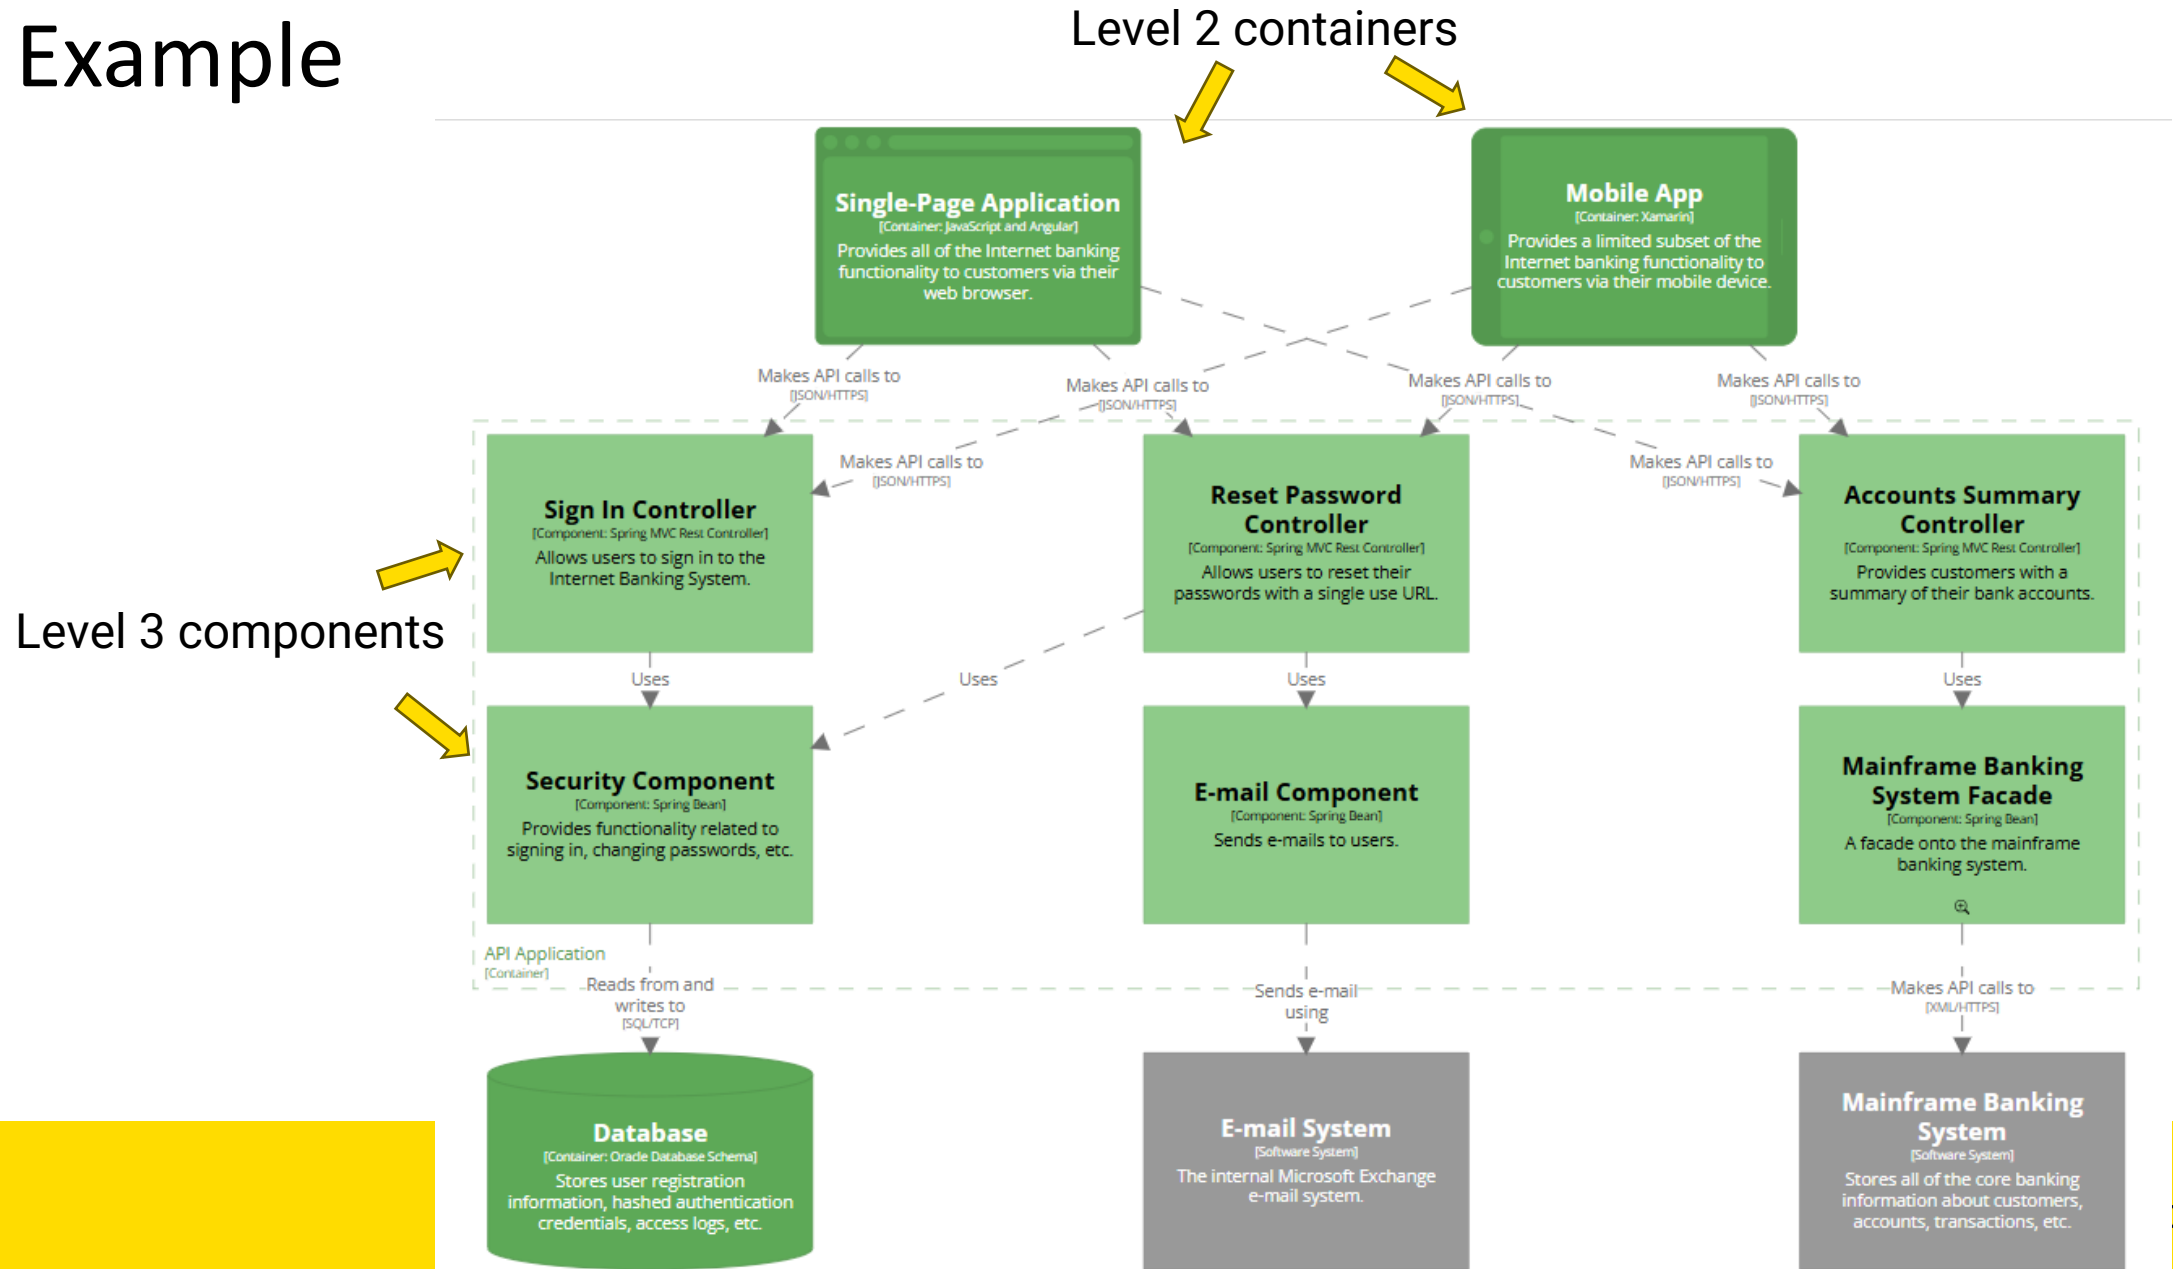 Example
Level 2 containers
Single-Page Application
[Container: JavaScript and Angular]
Provides all of the Internet banking
functionality to customers via their
web browser.
Mobile App
[Container: Xamarin]
Provides a limited subset of the
Internet banking functionality to
customers via their mobile device.
Makes API calls to
[JSON/HTTPS]
Makes API calls to
[JSON/HTTPS]
Makes API calls to
[JSON/HTTPS]
Makes API calls to
[JSON/HTTPS]
Makes API calls to
[JSON/HTTPS]
Makes API calls to
[JSON/HTTPS]
Level 3 components
Sign In Controller
[Component: Spring MVC Rest Controller]
Allows users to sign in to the
Internet Banking System.
Reset Password
Controller
[Component: Spring MVC Rest Controller]
Allows users to reset their
passwords with a single use URL.
Accounts Summary
Controller
[Component: Spring MVC Rest Controller]
Provides customers with a
summary of their bank accounts.
Uses
Uses
Uses
Uses
Security Component
[Component: Spring Bean]
Provides functionality related to
signing in, changing passwords, etc.
E-mail Component
[Component: Spring Bean]
Sends e-mails to users.
Mainframe Banking
System Facade
[Component: Spring Bean]
A facade onto the mainframe
banking system.
API Application
[Container]
Reads from and
writes to
[SQL/TCP]
Sends e-mail
using
Makes API calls to
[XML/HTTPS]
Database
[Container: Oracle Database Schema]
Stores user registration
information, hashed authentication
credentials, access logs, etc.
E-mail System
[Software System]
The internal Microsoft Exchange
e-mail system.
Mainframe Banking
System
[Software System]
Stores all of the core banking
information about customers,
accounts, transactions, etc.